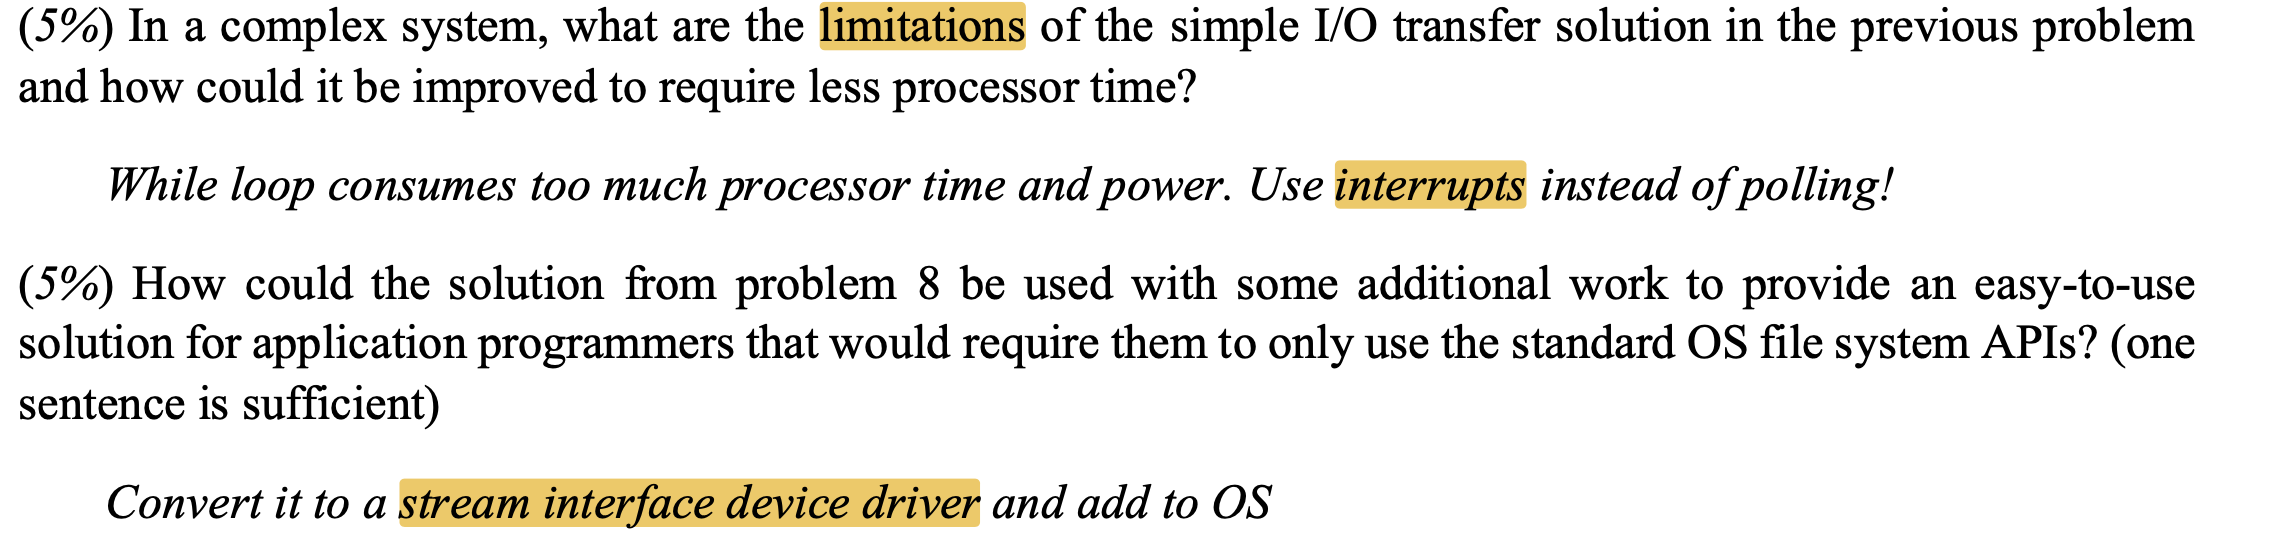 (5%) In a complex system, what are the limitations of the simple I/O transfer solution in the previous problem
and how could it be improved to require less processor time?
While loop consumes too much processor time and power. Use interrupts instead of polling!
(5%) How could the solution from problem 8 be used with some additional work to provide an easy-to-use
solution for application programmers that would require them to only use the standard OS file system APIs? (one
sentence is sufficient)
Convert it to a stream interface device driver and add to OS